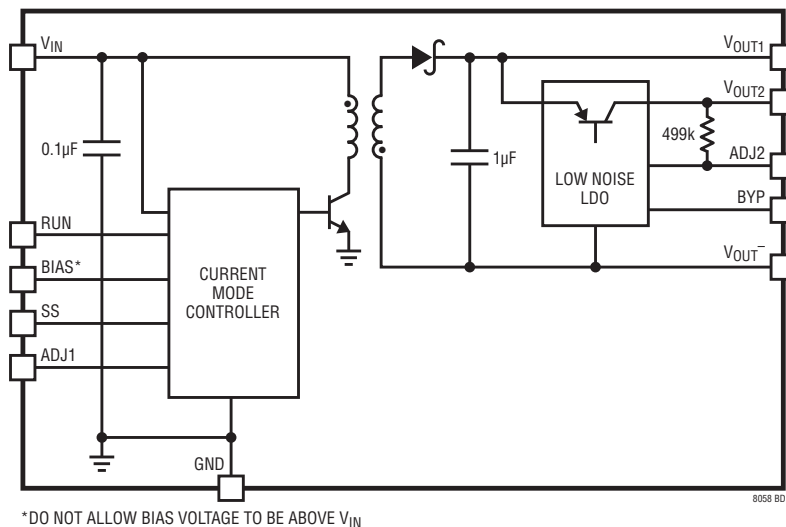 VIN
VOUT1
VOUT2
499k
0.1µF
1µF
ADJ2
LOW NOISE
LDO
BYP
RUN
BIAS*
CURRENT
MODE
CONTROLLER
VOUT–
SS
ADJ1
GND
8058 BD
*DO NOT ALLOW BIAS VOLTAGE TO BE ABOVE VIN